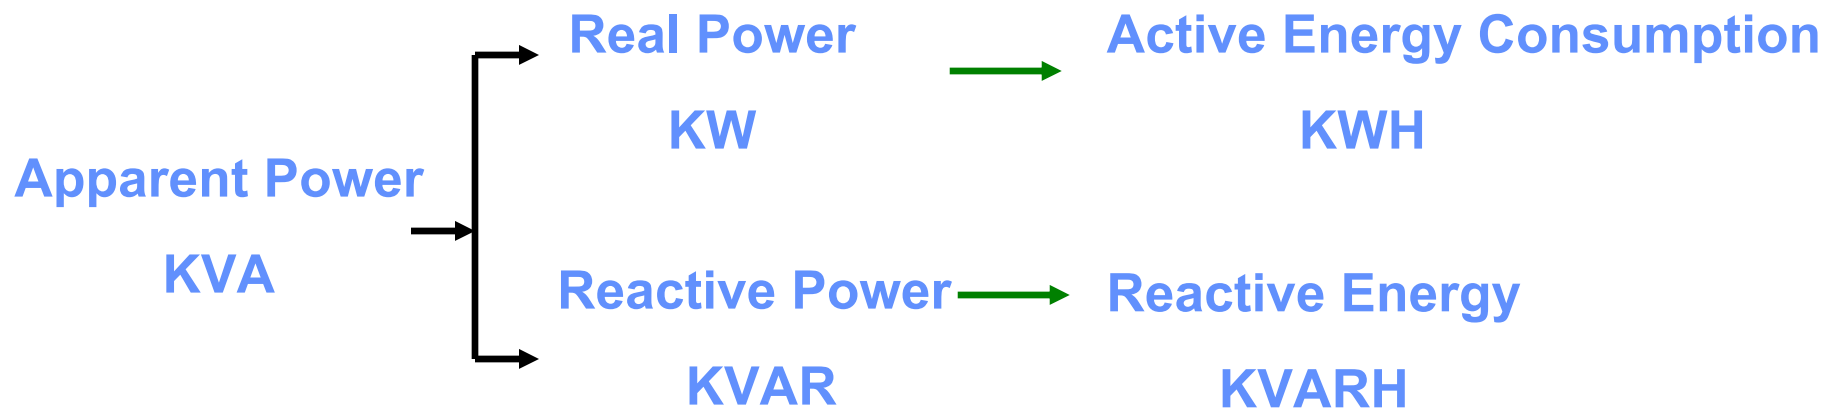 Apparent Power
KVA
Real Power
KW
Active Energy Consumption
KWH
Reactive Power
KVAR
Reactive Energy
KVARH